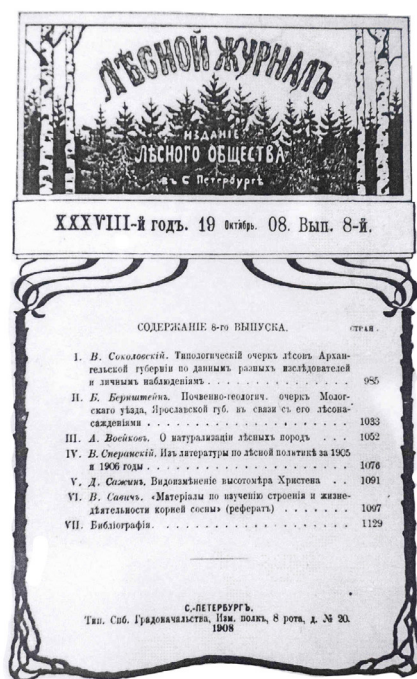 ЛѢСНОЙ ЖУРНАЛЪ
ИЗДАНІЕ
ЛѢСНОГО ОБЩЕСТВА
въ С Петербургѣ
XXXVIII-й годъ. 19 Октябрь. 08. Вып. 8-й.
СОДЕРЖАНІЕ 8-го ВЫПУСКА. СТРАН.
I. В. Соколовскій. Типологическій очеркъ лѣсовъ Архан-
гельской губерніи по даннымъ разныхъ изслѣдователей
и личнымъ наблюденіямъ . . . . . . . . . . . . . . . 985
II. Б. Бернштейнъ. Почвенно-геологич. очеркъ Молог-
скаго уѣзда, Ярославской губ. въ связи съ его лѣсона-
сажденіями . . . . . . . . . . . . . . . . . . . . . 1033
III. А. Воейковъ. О натурализаціи лѣсныхъ породъ . . . 1052
IV. В. Сперанскій. Изъ литературы по лѣсной политикѣ за 1905
и 1906 годы . . . . . . . . . . . . . . . . . . . . 1076
V. Д. Сажинъ. Видоизмѣненіе высотомѣра Христена . . 1091
VI. В. Савичъ. «Матеріалы по изученію строенія и жизне-
дѣятельности корней сосны» (рефератъ) . . . . . . . 1097
VII. Библіографія . . . . . . . . . . . . . . . . . . 1129
С.-ПЕТЕРБУРГЪ.
Тип. Спб. Градоначальства, Изм. полк, 8 рота, д. № 20.
1908